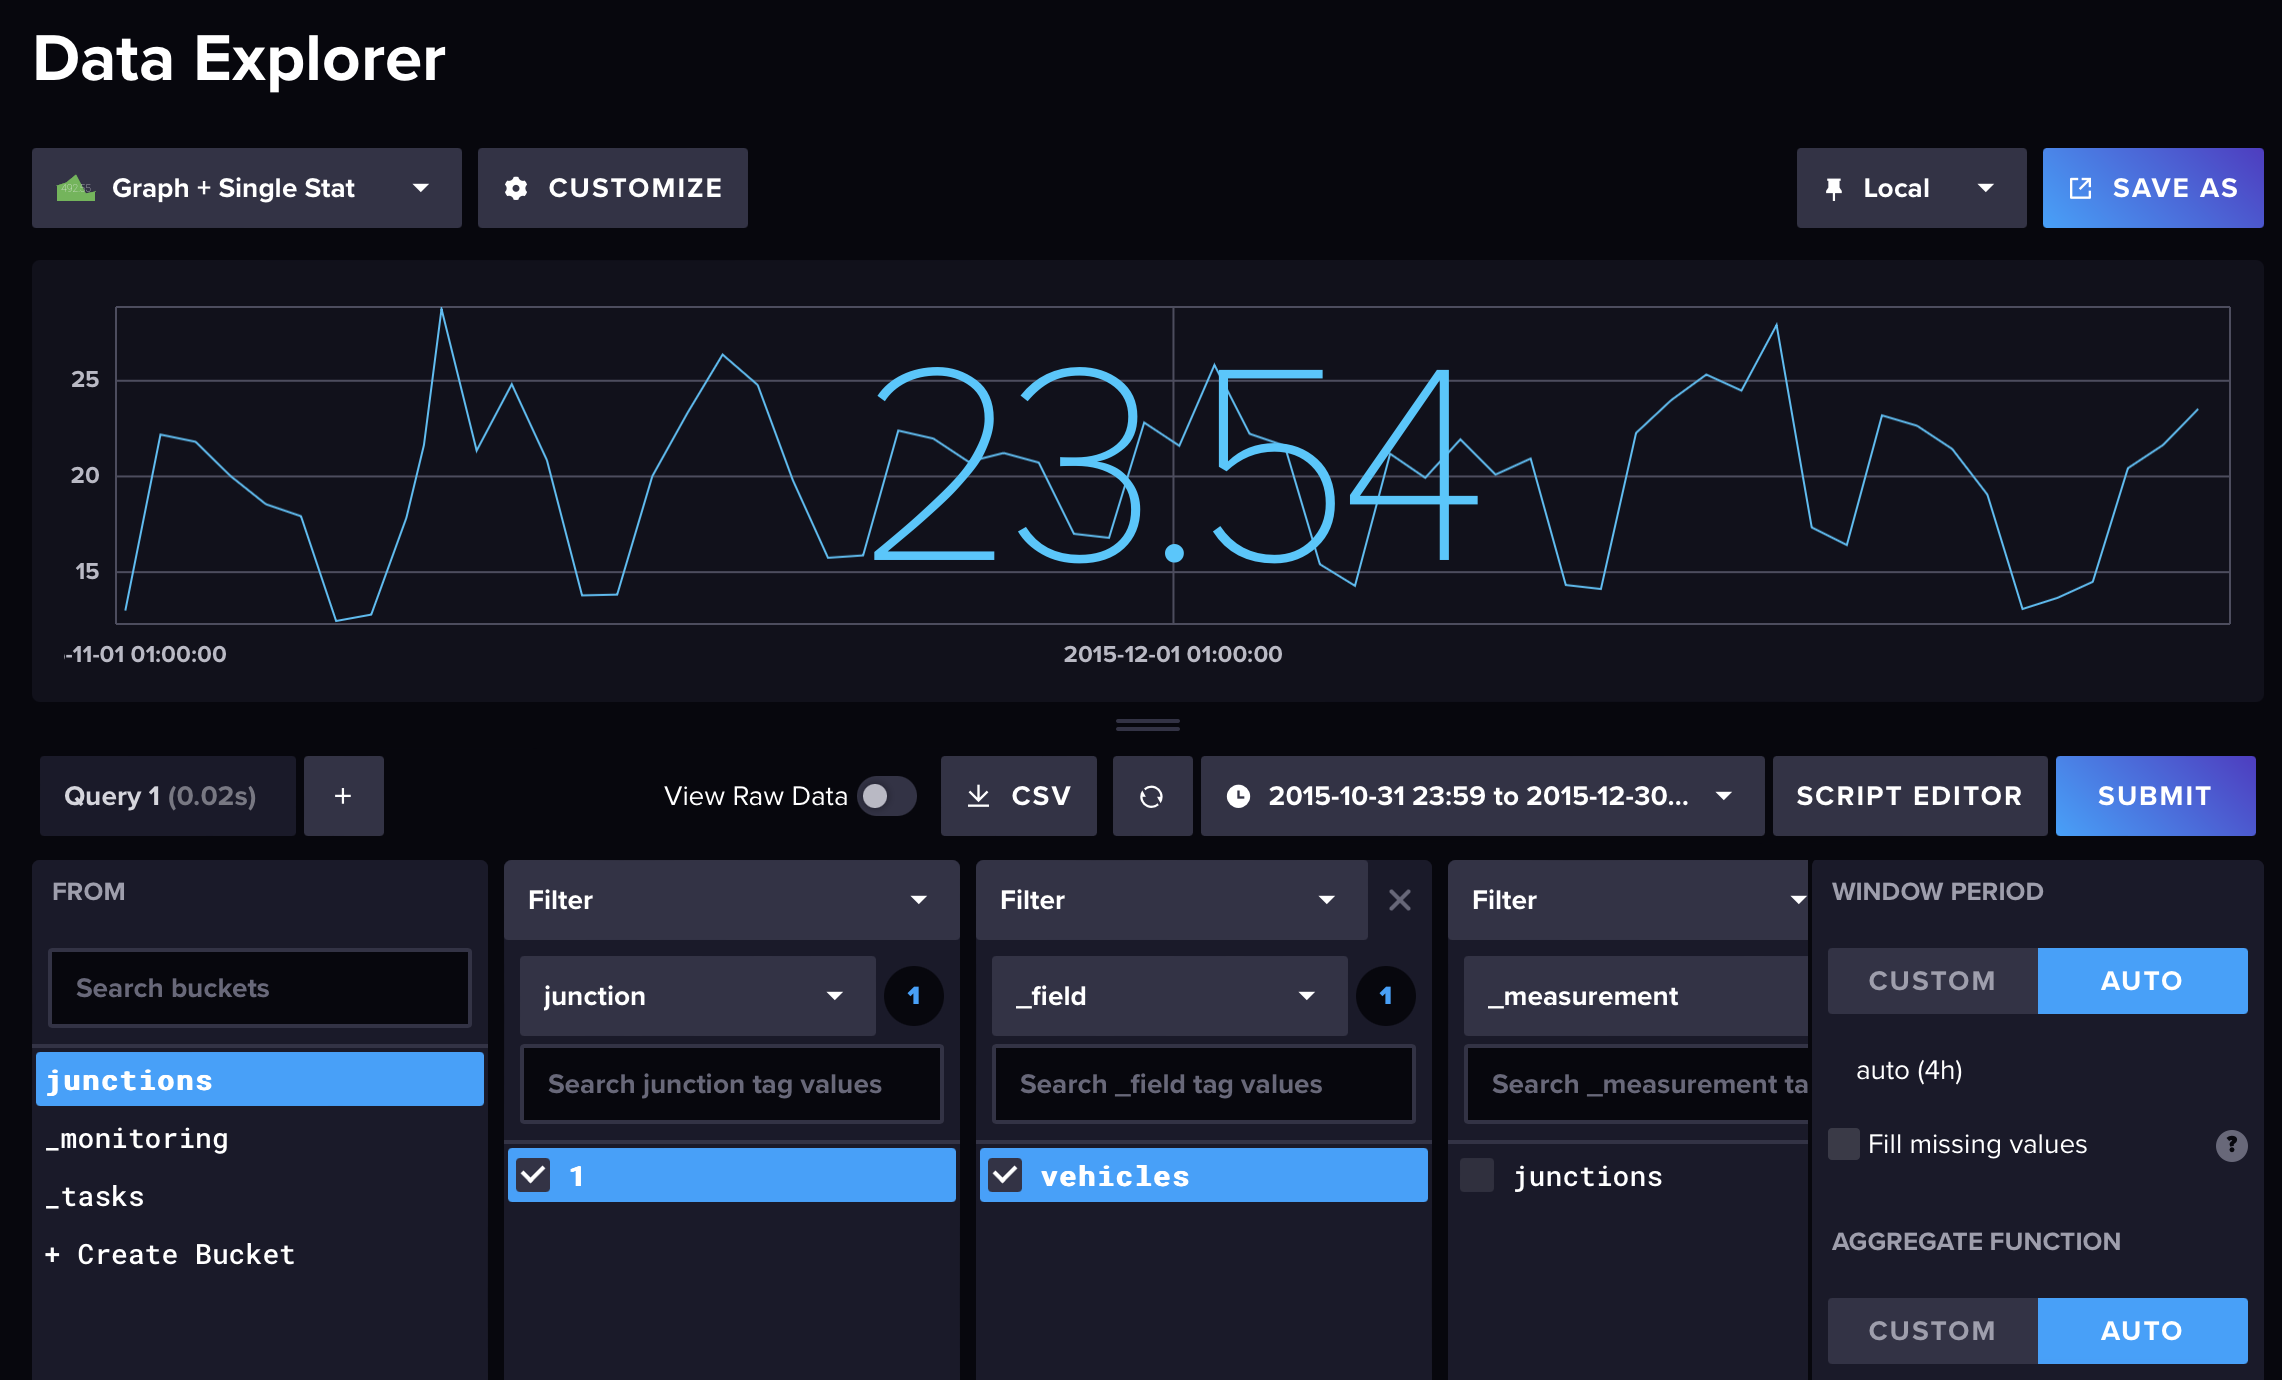 Data Explorer
Graph + Single Stat
CUSTOMIZE
Local
SAVE AS
25
20
15
23.54
-11-01 01:00:00
2015-12-01 01:00:00
Query 1 (0.02s)
+
View Raw Data
CSV
2015-10-31 23:59 to 2015-12-30...
SCRIPT EDITOR
SUBMIT
FROM
Search buckets
junctions
_monitoring
_tasks
+ Create Bucket
Filter
junction
1
Search junction tag values
1
Filter
_field
1
Search _field tag values
vehicles
Filter
_measurement
Search _measurement ta
junctions
WINDOW PERIOD
CUSTOM
AUTO
auto (4h)
Fill missing values
?
AGGREGATE FUNCTION
CUSTOM
AUTO